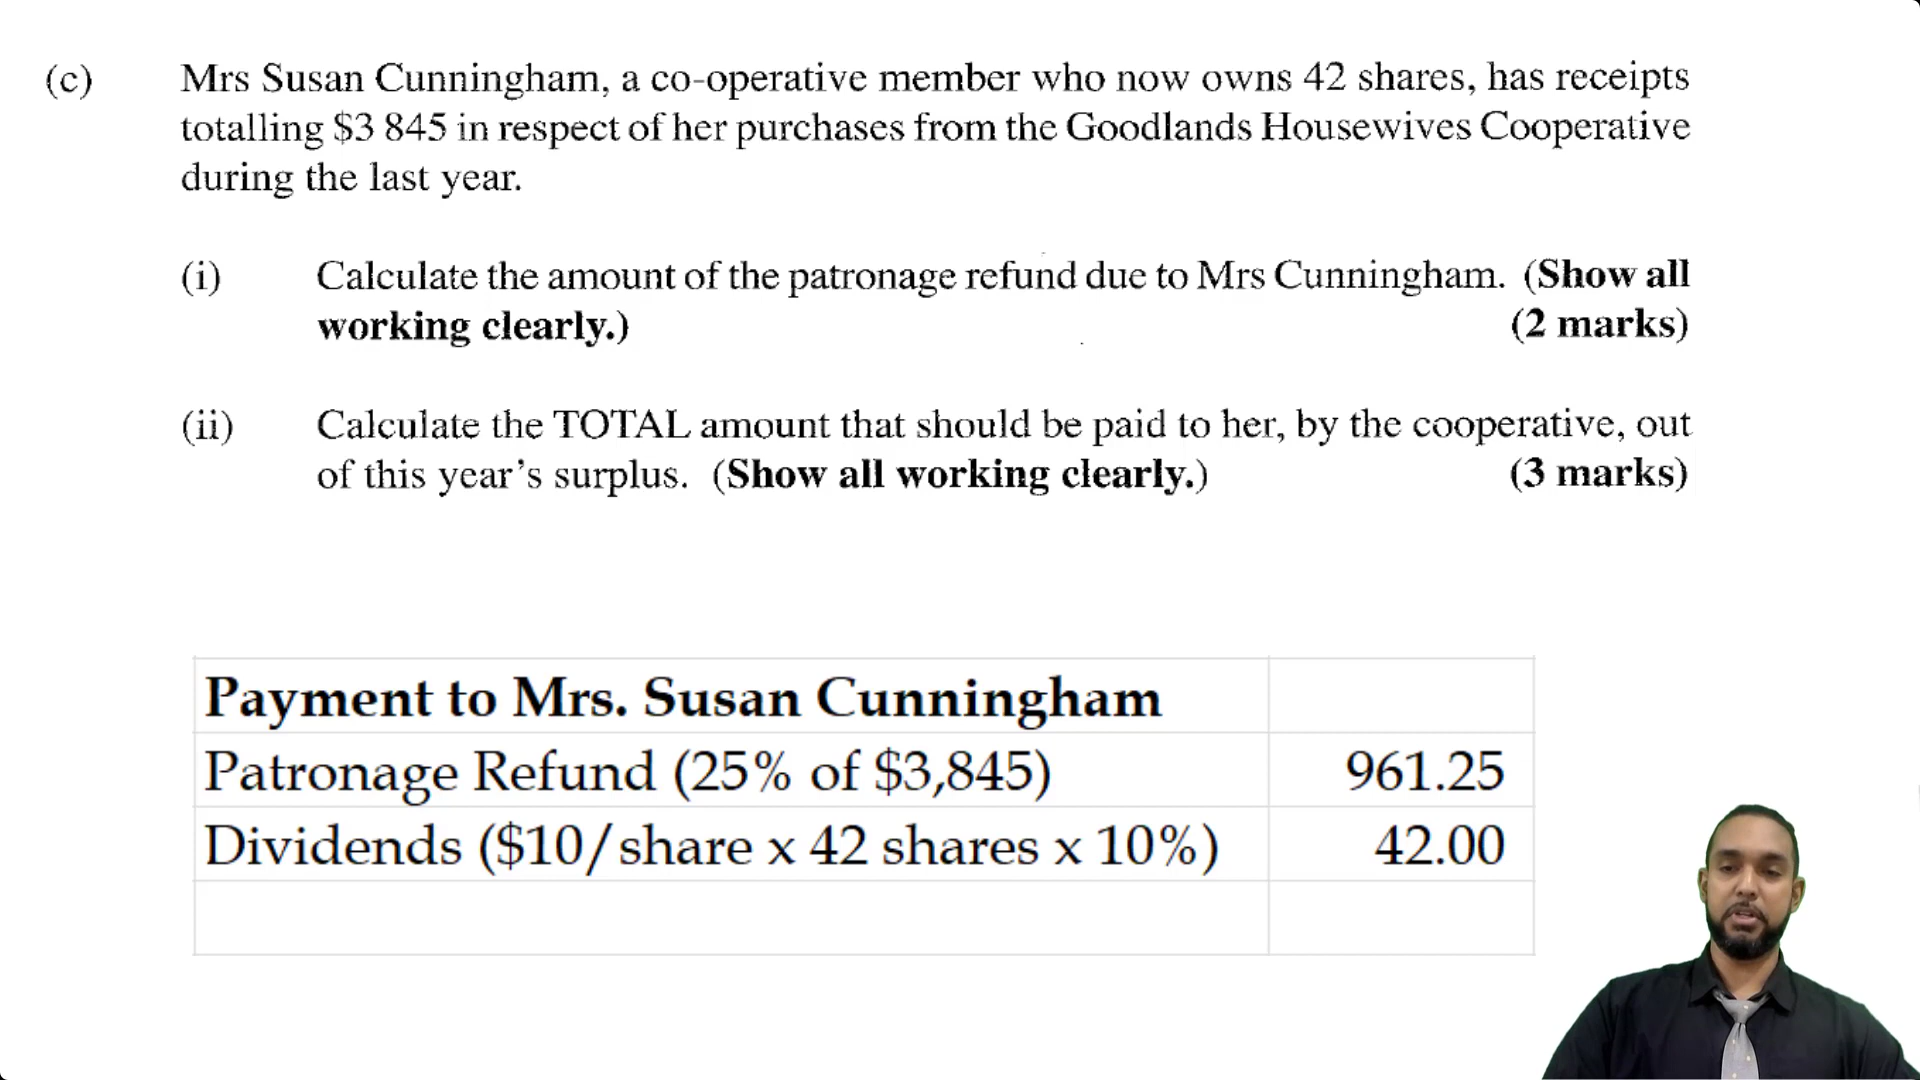 (c) Mrs Susan Cunningham, a co-operative member who now owns 42 shares, has receipts
totalling $3 845 in respect of her purchases from the Goodlands Housewives Cooperative
during the last year.
(i) Calculate the amount of the patronage refund due to Mrs Cunningham. (Show all
working clearly.) (2 marks)
(ii) Calculate the TOTAL amount that should be paid to her, by the cooperative, out
of this year's surplus. (Show all working clearly.) (3 marks)
Payment to Mrs. Susan Cunningham
Patronage Refund (25% of $3,845) 961.25
Dividends ($10/share x 42 shares x 10%) 42.00